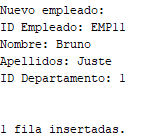 Nuevo empleado:
ID Empleado: EMP11
Nombre: Bruno
Apellidos: Juste
ID Departamento: 1
1 fila insertadas.